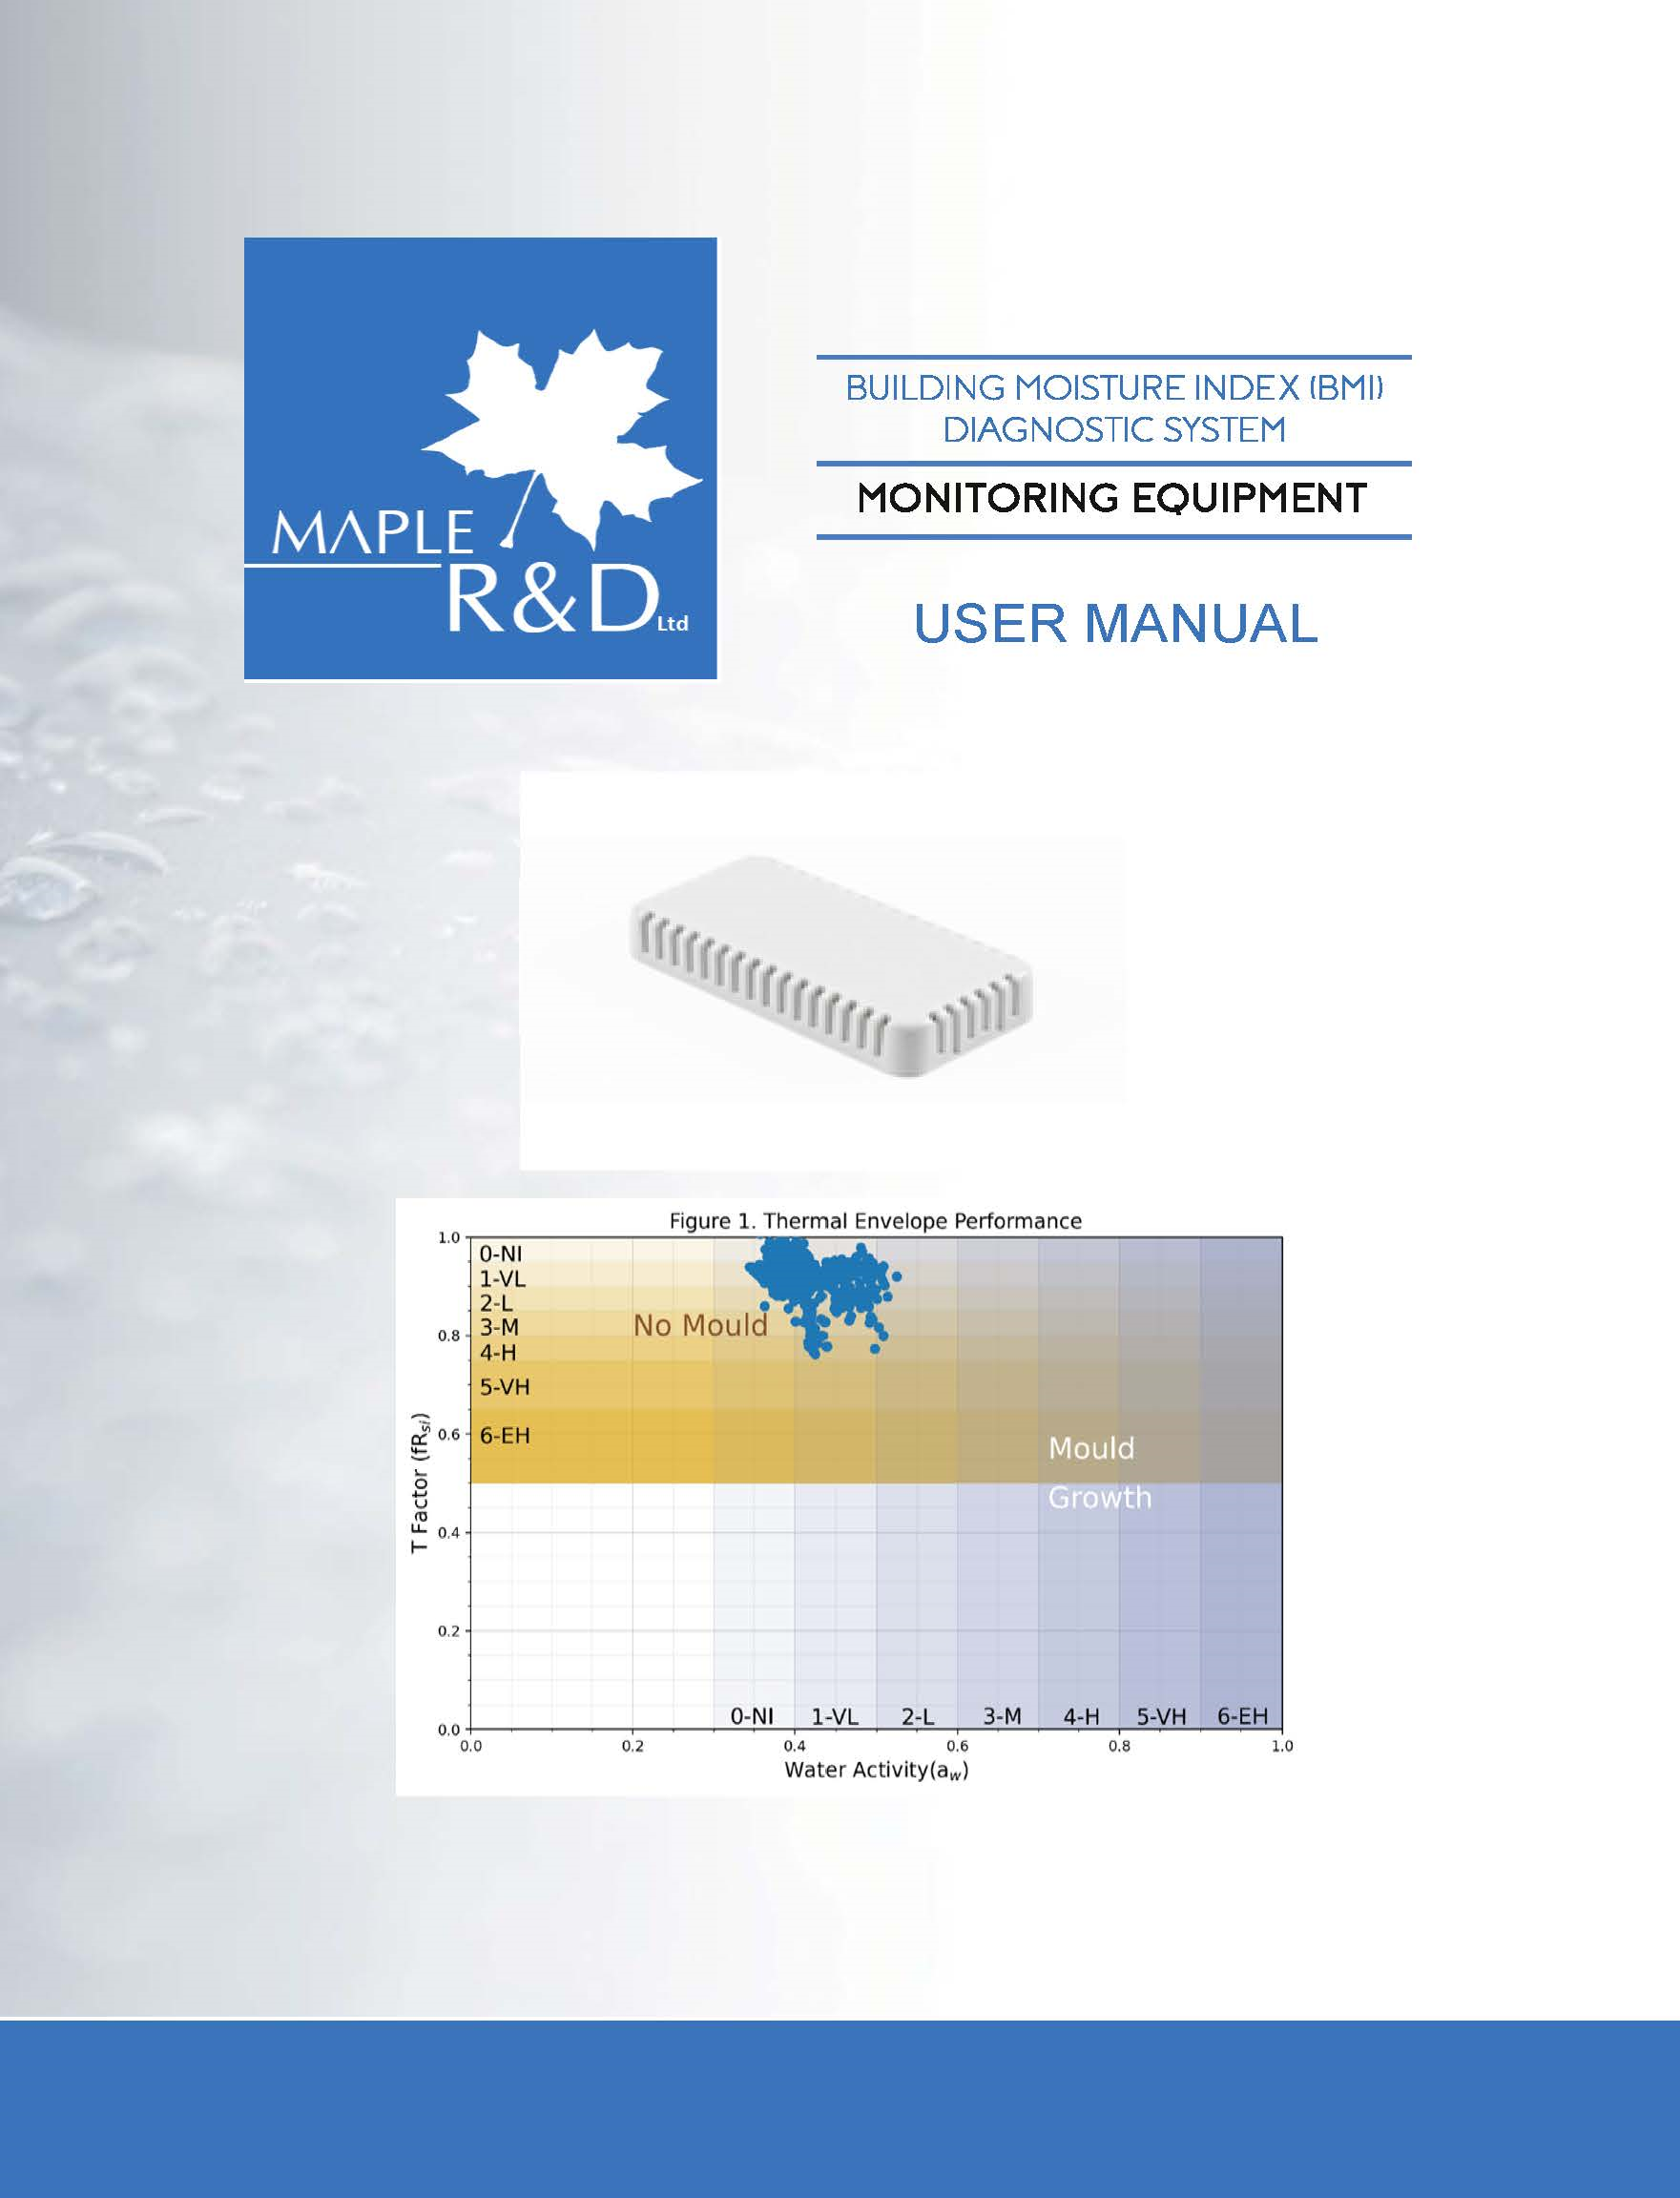 MAPLE
R&D Ltd
BUILDING MOISTURE INDEX (BMI)
DIAGNOSTIC SYSTEM
MONITORING EQUIPMENT
USER MANUAL
Figure 1. Thermal Envelope Performance
1.0
0.8
0.6
0.4
0.2
0.0
T Factor (fRsi)
0-NI
1-VL
2-L
3-M
4-H
5-VH
6-EH
No Mould
Mould
Growth
0-NI 1-VL 2-L 3-M 4-H 5-VH 6-EH
0.0 0.2 0.4 0.6 0.8 1.0
Water Activity(aw)